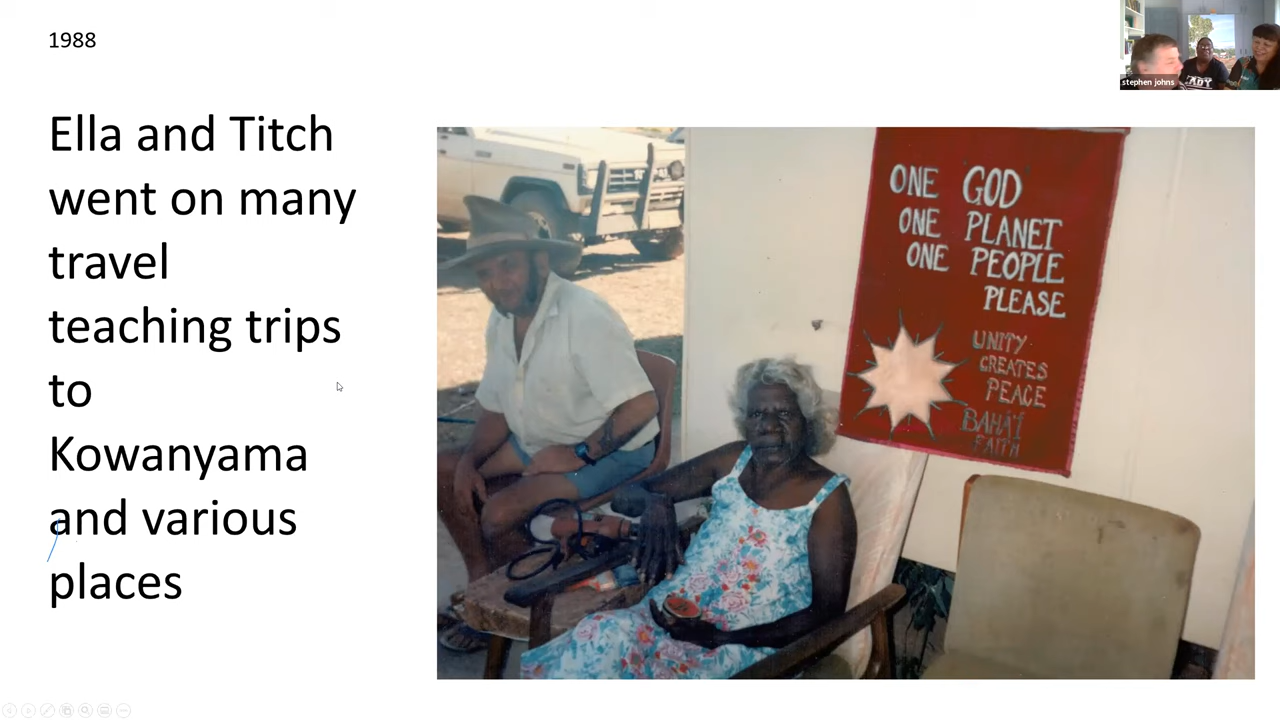 1988
stephen johns
Ella and Titch
went on many
travel
teaching trips
to
Kowanyama
and various
places
ONE GOD
ONE PLANET
ONE PEOPLE
PLEASE
UNITY
CREATES
PEACE
BAHÁ'Í
FAITH